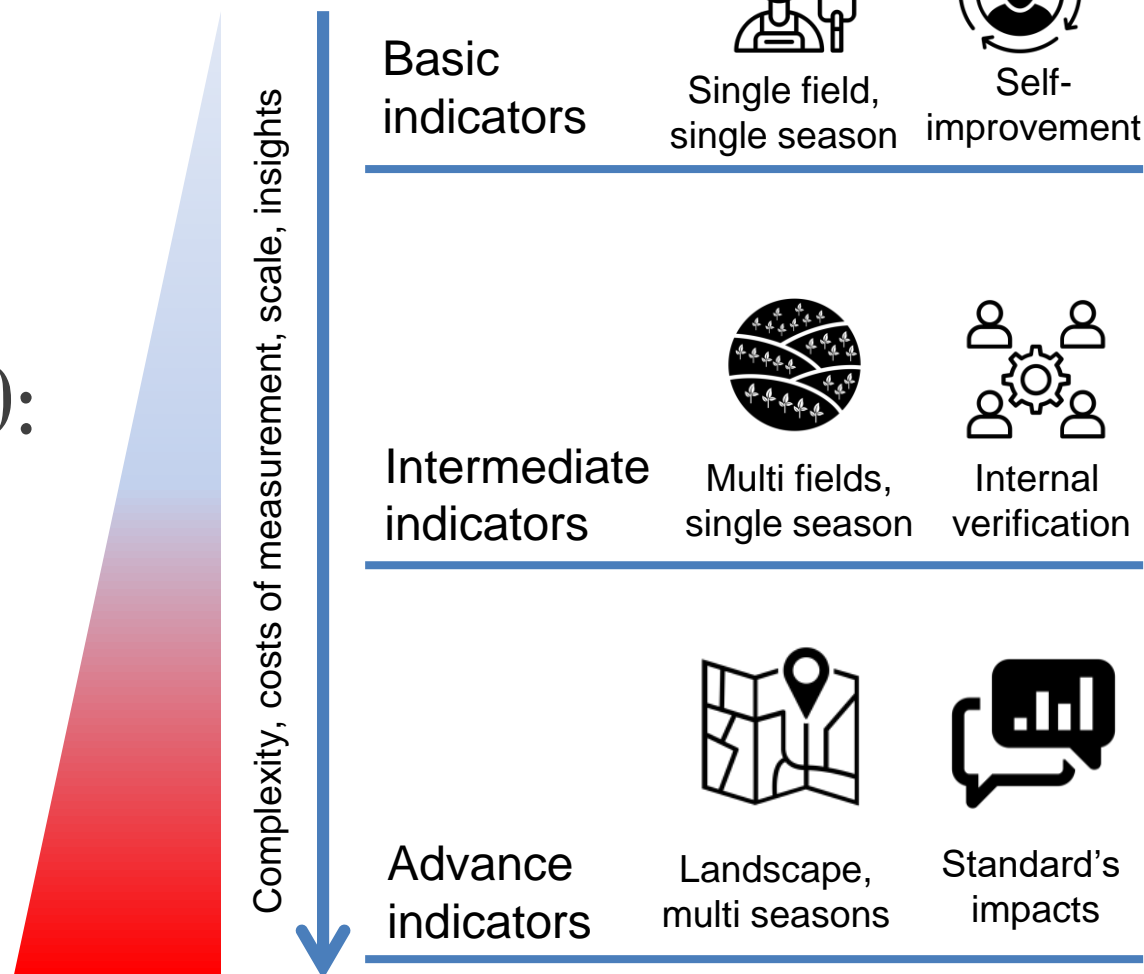 ):
Complexity, costs of measurement, scale, insights
Basic
indicators
Single field,
single season
Self-
improvement
Intermediate
indicators
Multi fields,
single season
Internal
verification
Advance
indicators
Landscape,
multi seasons
Standard’s
impacts